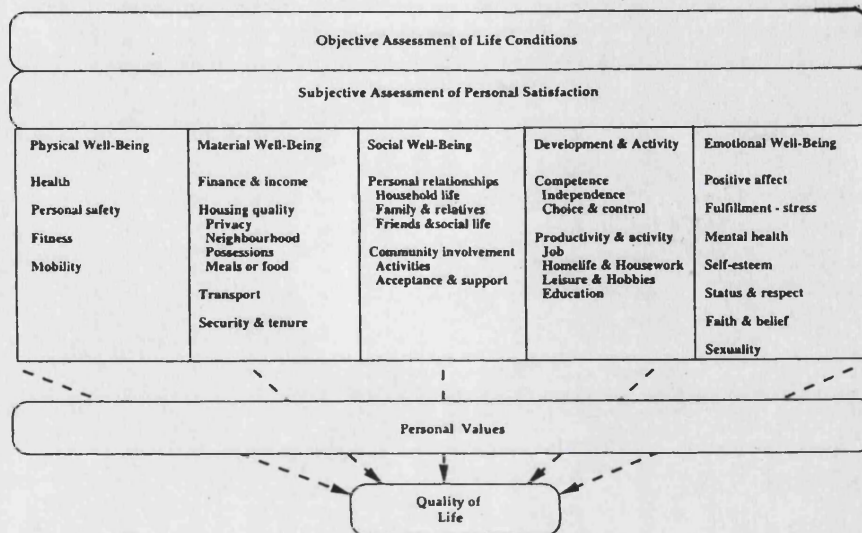 Objective Assessment of Life Conditions
Subjective Assessment of Personal Satisfaction
Physical Well-Being
Health
Personal safety
Fitness
Mobility
Material Well-Being
Finance & income
Housing quality
Privacy
Neighbourhood
Possessions
Meals or food
Transport
Security & tenure
Social Well-Being
Personal relationships
Household life
Family & relatives
Friends &social life
Community involvement
Activities
Acceptance & support
Development & Activity
Competence
Independence
Choice & control
Productivity & activity
Job
Homelife & Housework
Leisure & Hobbies
Education
Emotional Well-Being
Positive affect
Fulfillment - stress
Mental health
Self-esteem
Status & respect
Faith & belief
Sexuality
Personal Values
Quality of
Life